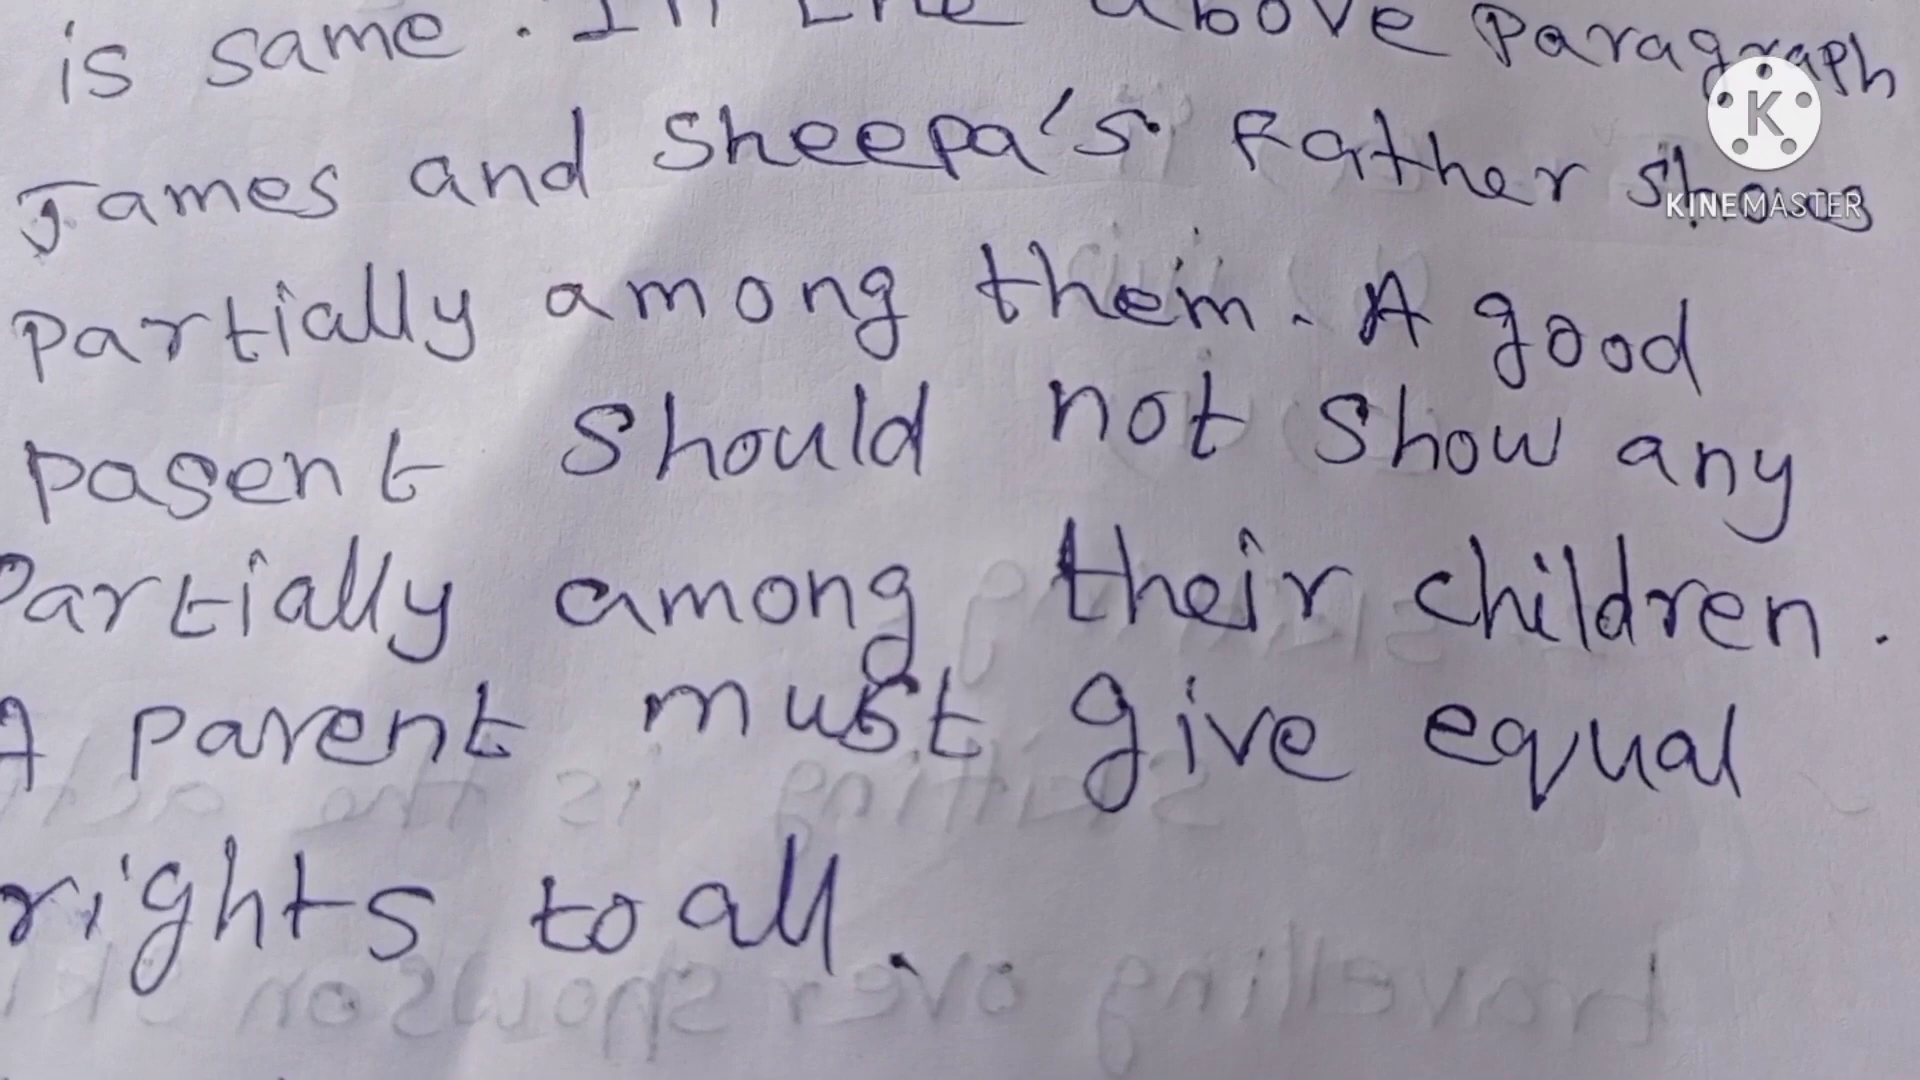 is same. In the above paragraph
James and Sheepa's Father shows
partially among them. A good
pasent should not show any
Partially among their children.
A parent must give equal
rights to all.
K
KINEMASTER